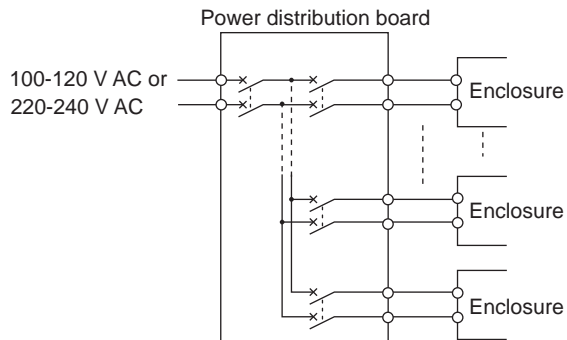 Power distribution board
100-120 V AC or
220-240 V AC
Enclosure
Enclosure
Enclosure